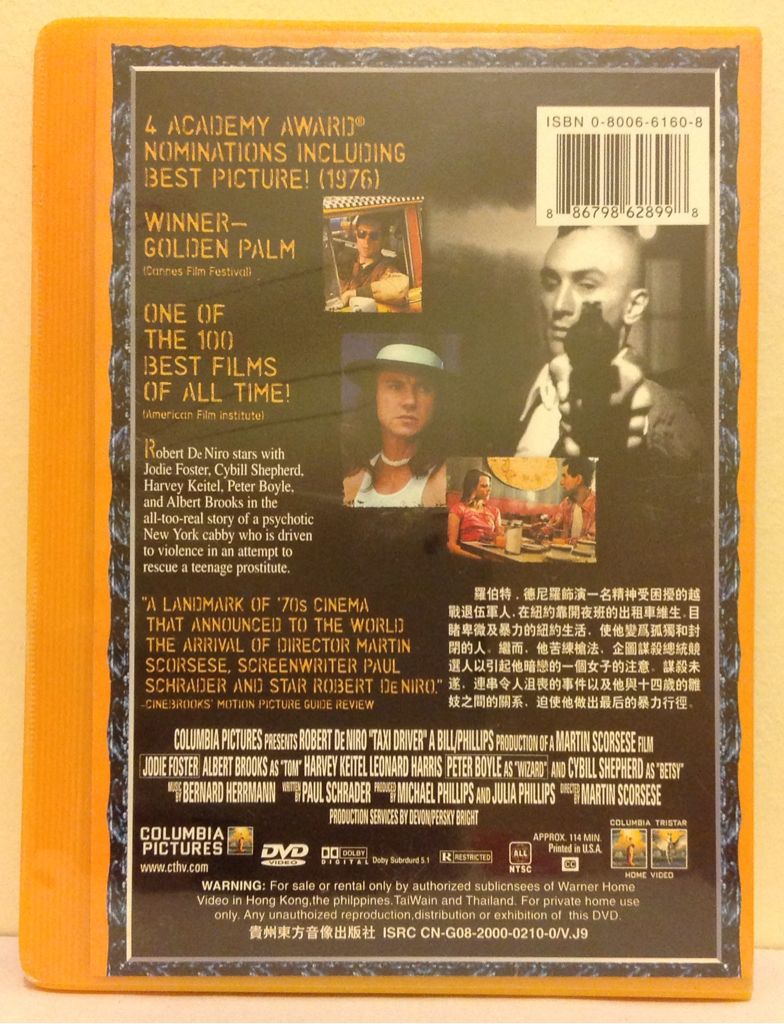 4 ACADEMY AWARD®
NOMINATIONS INCLUDING
BEST PICTURE! (1976)
ISBN 0-8006-6160-8
8 86798 62899 8
WINNER–
GOLDEN PALM
(Cannes Film Festival)
ONE OF
THE 100
BEST FILMS
OF ALL TIME!
(American Film Institute)
Robert De Niro stars with
Jodie Foster, Cybill Shepherd,
Harvey Keitel, Peter Boyle,
and Albert Brooks in the
all-too-real story of a psychotic
New York cabby who is driven
to violence in an attempt to
rescue a teenage prostitute.
"A LANDMARK OF '70s CINEMA
THAT ANNOUNCED TO THE WORLD
THE ARRIVAL OF DIRECTOR MARTIN
SCORSESE, SCREENWRITER PAUL
SCHRADER AND STAR ROBERT DE NIRO."
–CINEBROOKS' MOTION PICTURE GUIDE REVIEW
羅伯特．德尼羅飾演一名精神受困擾的越
戰退伍軍人，在紐約靠開夜班的出租車維生．目
睹卑微及暴力的紐約生活，使他變爲孤獨和封
閉的人。繼而，他苦練槍法，企圖謀殺總統競
選人以引起他暗戀的一個女子的注意．謀殺未
遂，連串令人沮喪的事件以及他與十四歲的雛
妓之間的關系，迫使他做出最后的暴力行徑。
COLUMBIA PICTURES PRESENTS ROBERT DE NIRO "TAXI DRIVER" A BILL/PHILLIPS PRODUCTION OF A MARTIN SCORSESE FILM
JODIE FOSTER ALBERT BROOKS AS "TOM" HARVEY KEITEL LEONARD HARRIS PETER BOYLE AS "WIZARD" AND CYBILL SHEPHERD AS "BETSY"
MUSIC BY BERNARD HERRMANN WRITTEN BY PAUL SCHRADER PRODUCED BY MICHAEL PHILLIPS AND JULIA PHILLIPS DIRECTED BY MARTIN SCORSESE
PRODUCTION SERVICES BY DEVON/PERSKY BRIGHT
COLUMBIA PICTURES
www.cthv.com
DVD VIDEO
DOLBY DIGITAL
Doby Subrdurd 5.1
R RESTRICTED
ALL NTSC
APPROX. 114 MIN.
Printed in U.S.A.
CC
COLUMBIA TRISTAR
HOME VIDEO
WARNING: For sale or rental only by authorized sublicnsees of Warner Home
Video in Hong Kong,the philppines.TaiWain and Thailand. For private home use
only. Any unauthoized reproduction,distribution or exhibition of this DVD.
貴州東方音像出版社 ISRC CN-G08-2000-0210-0/V.J9